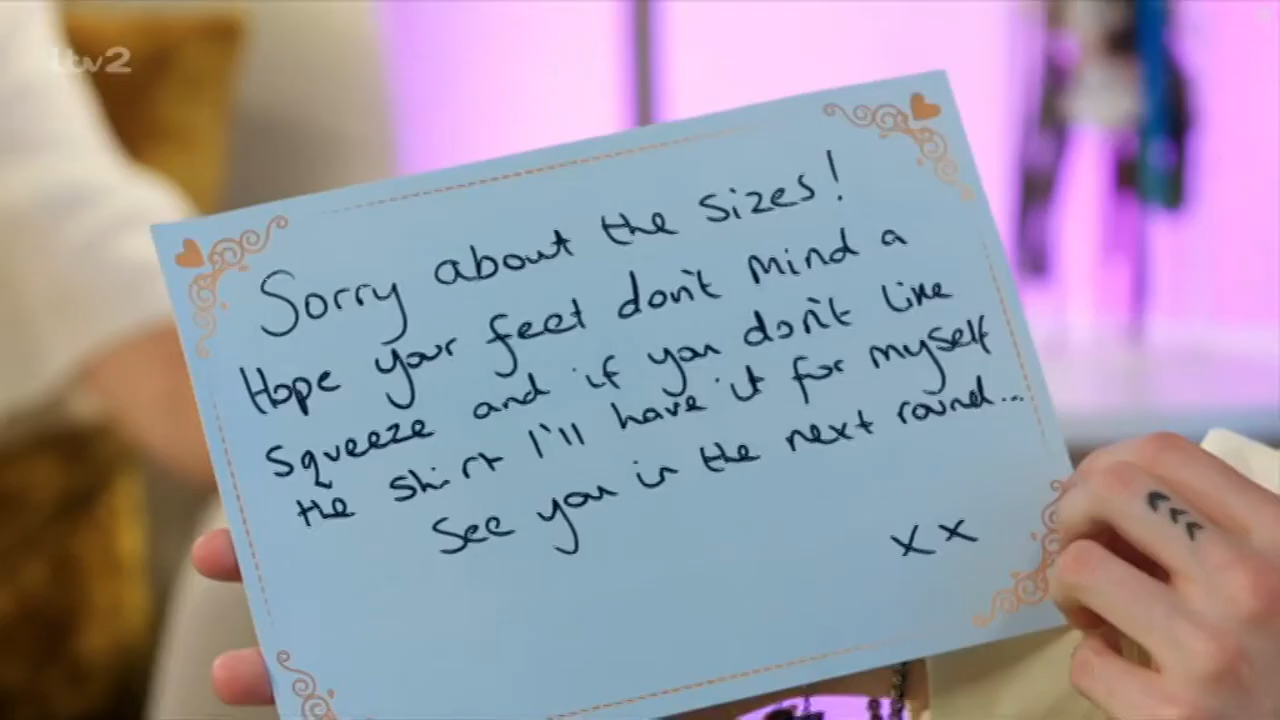 itv2
Sorry about the sizes!
Hope your feet don't mind a
squeeze and if you don't like
the shirt I'll have it for myself
See you in the next round...
xx